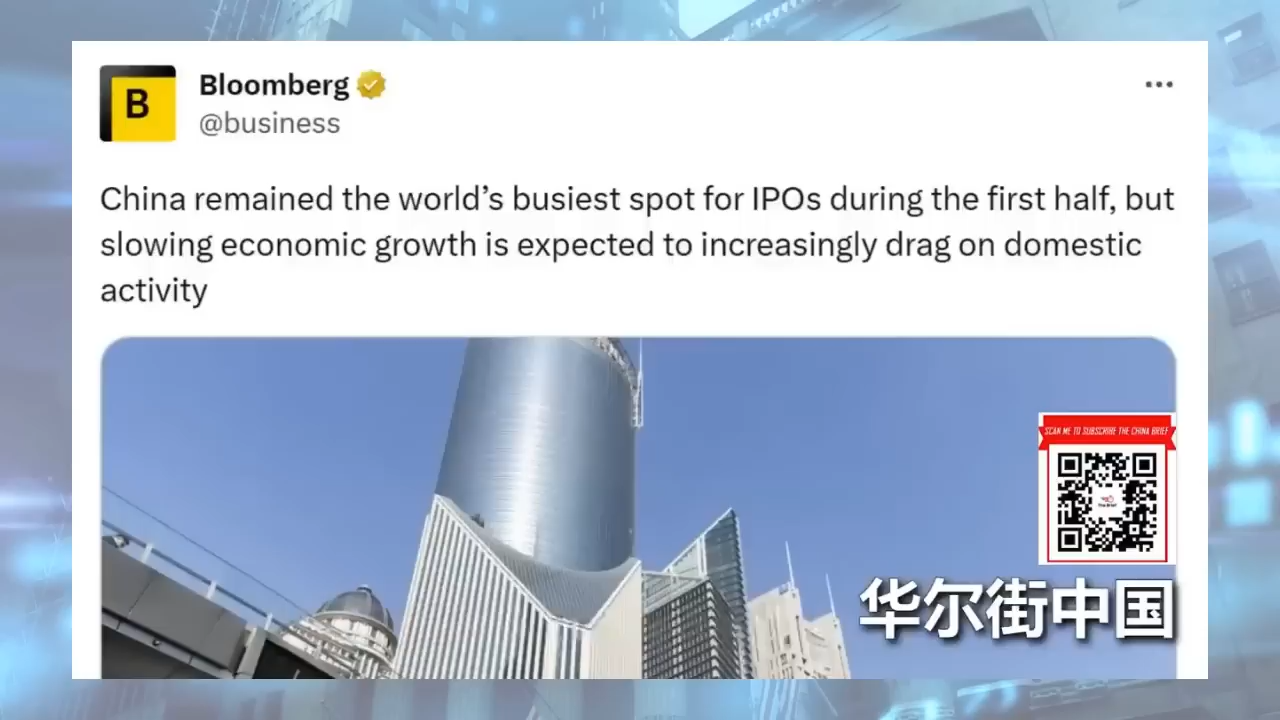 B
Bloomberg
@business
China remained the world’s busiest spot for IPOs during the first half, but
slowing economic growth is expected to increasingly drag on domestic
activity
SCAN ME TO SUBSCRIBE THE CHINA BRIEF
华尔街中国